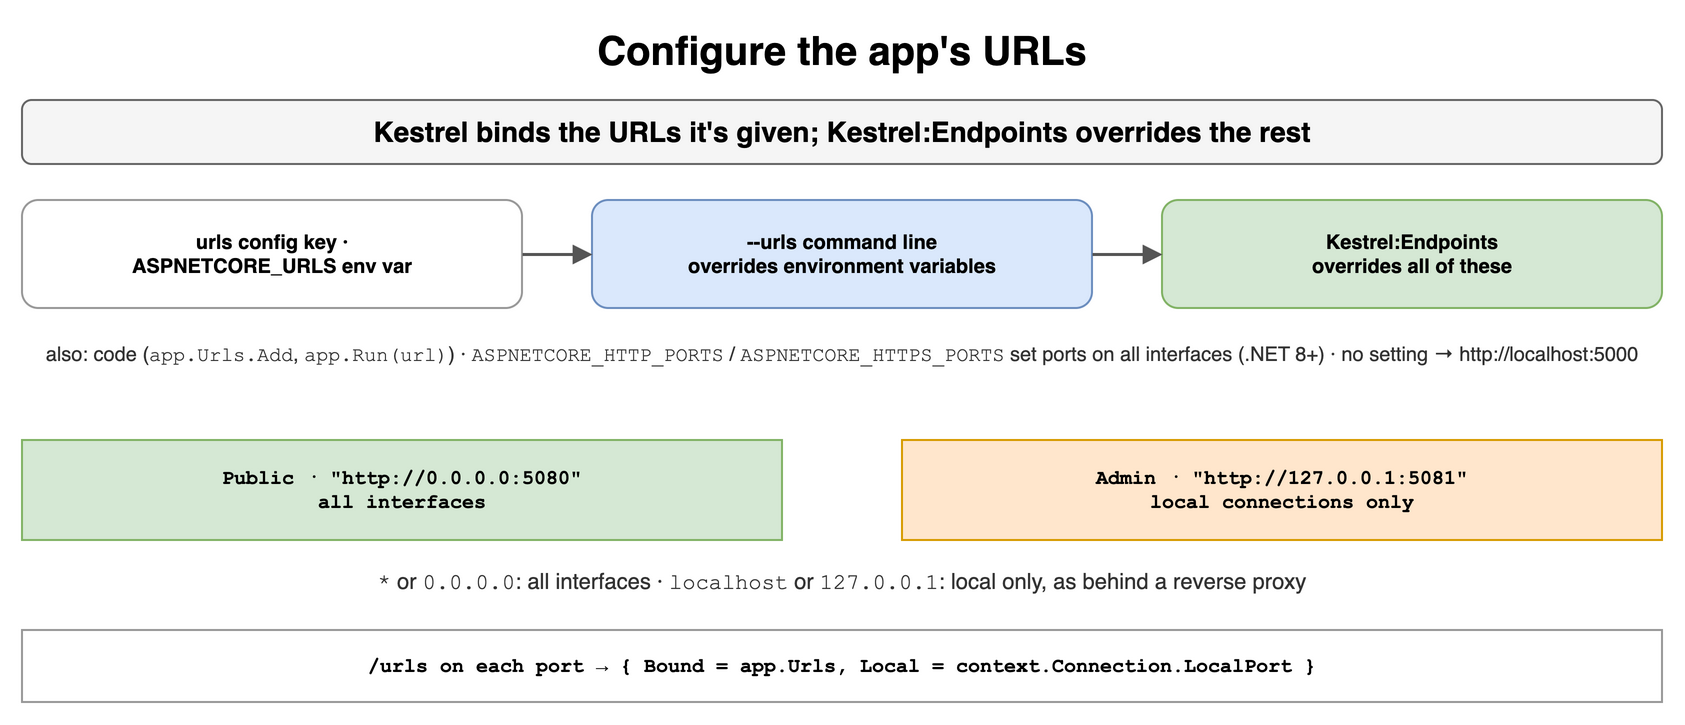 Configure the app's URLs
Kestrel binds the URLs it's given; Kestrel:Endpoints overrides the rest
urls config key ·
ASPNETCORE_URLS env var
--urls command line
overrides environment variables
Kestrel:Endpoints
overrides all of these
also: code (app.Urls.Add, app.Run(url)) · ASPNETCORE_HTTP_PORTS / ASPNETCORE_HTTPS_PORTS set ports on all interfaces (.NET 8+) · no setting → http://localhost:5000
Public · "http://0.0.0.0:5080"
all interfaces
Admin · "http://127.0.0.1:5081"
local connections only
* or 0.0.0.0: all interfaces · localhost or 127.0.0.1: local only, as behind a reverse proxy
/urls on each port → { Bound = app.Urls, Local = context.Connection.LocalPort }